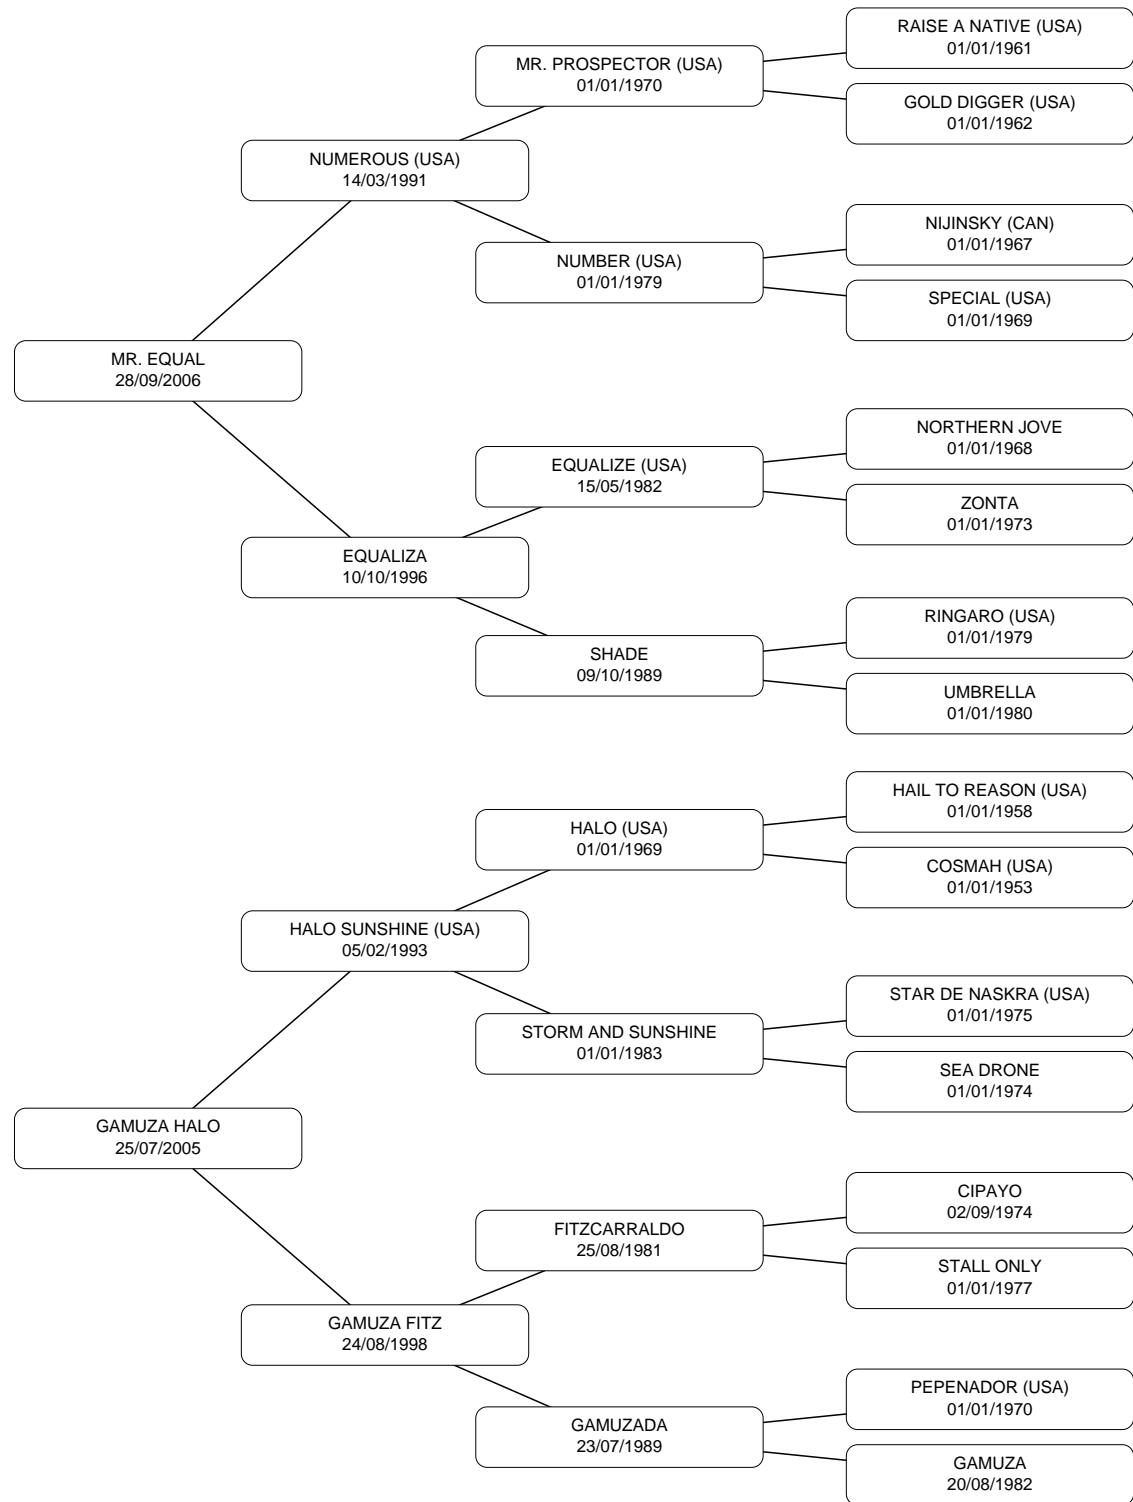 RAISE A NATIVE (USA)
01/01/1961
MR. PROSPECTOR (USA)
01/01/1970
GOLD DIGGER (USA)
01/01/1962
NUMEROUS (USA)
14/03/1991
NIJINSKY (CAN)
01/01/1967
NUMBER (USA)
01/01/1979
SPECIAL (USA)
01/01/1969
MR. EQUAL
28/09/2006
NORTHERN JOVE
01/01/1968
EQUALIZE (USA)
15/05/1982
ZONTA
01/01/1973
EQUALIZA
10/10/1996
RINGARO (USA)
01/01/1979
SHADE
09/10/1989
UMBRELLA
01/01/1980
HAIL TO REASON (USA)
01/01/1958
HALO (USA)
01/01/1969
COSMAH (USA)
01/01/1953
HALO SUNSHINE (USA)
05/02/1993
STAR DE NASKRA (USA)
01/01/1975
STORM AND SUNSHINE
01/01/1983
SEA DRONE
01/01/1974
GAMUZA HALO
25/07/2005
CIPAYO
02/09/1974
FITZCARRALDO
25/08/1981
STALL ONLY
01/01/1977
GAMUZA FITZ
24/08/1998
PEPENADOR (USA)
01/01/1970
GAMUZADA
23/07/1989
GAMUZA
20/08/1982